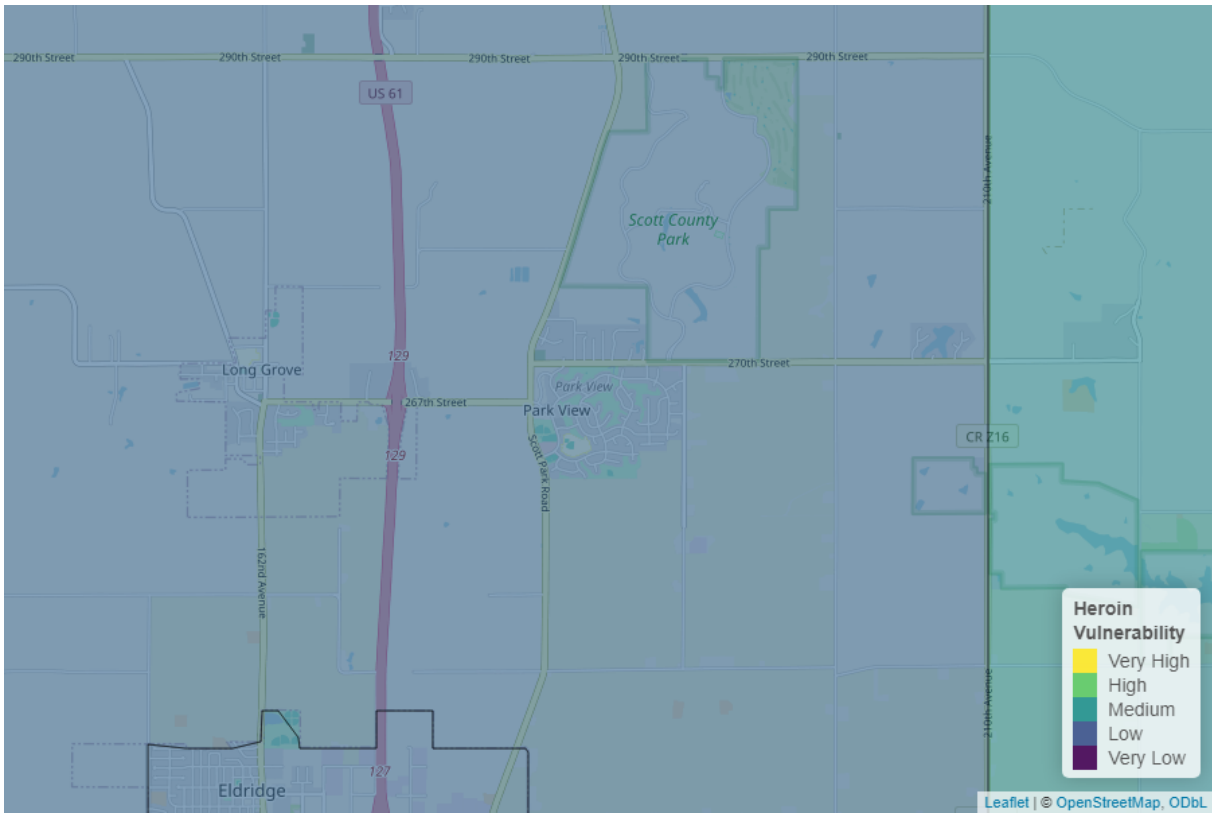 290th Street
290th Street
290th Street
290th Street
290th Street
US 61
210th Avenue
Scott County
Park
129
270th Street
Long Grove
Park View
267th Street
Park View
CR Z16
129
Scott Park Road
162nd Avenue
210th Avenue
127
Eldridge
Heroin
Vulnerability
Very High
High
Medium
Low
Very Low
Leaflet | © OpenStreetMap, ODbL